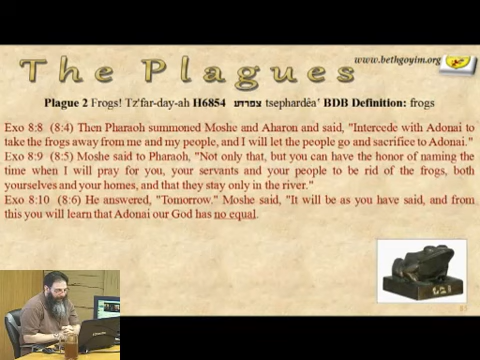 www.bethgoyim.org
The Plagues
Plague 2 Frogs! Tz'far-day-ah H6854 צפרדע tsephardêa‛ BDB Definition: frogs
Exo 8:8 (8:4) Then Pharaoh summoned Moshe and Aharon and said, "Intercede with Adonai to
take the frogs away from me and my people, and I will let the people go and sacrifice to Adonai."
Exo 8:9 (8:5) Moshe said to Pharaoh, "Not only that, but you can have the honor of naming the
time when I will pray for you, your servants and your people to be rid of the frogs, both
yourselves and your homes, and that they stay only in the river."
Exo 8:10 (8:6) He answered, "Tomorrow." Moshe said, "It will be as you have said, and from
this you will learn that Adonai our God has no equal.